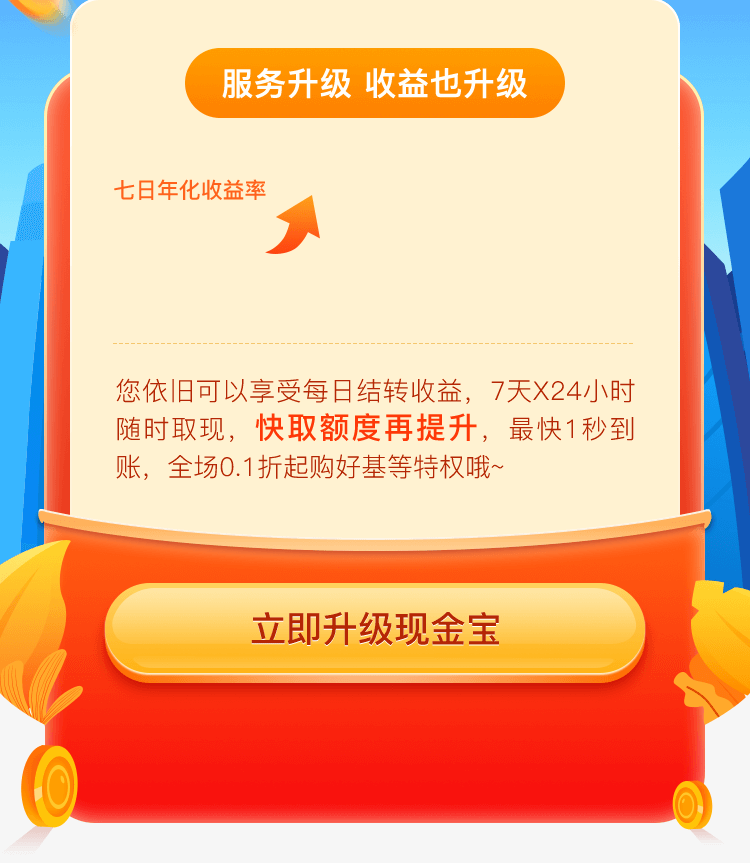 服务升级 收益也升级
七日年化收益率
您依旧可以享受每日结转收益，7天X24小时
随时取现，快取额度再提升，最快1秒到
账，全场0.1折起购好基等特权哦~
立即升级现金宝